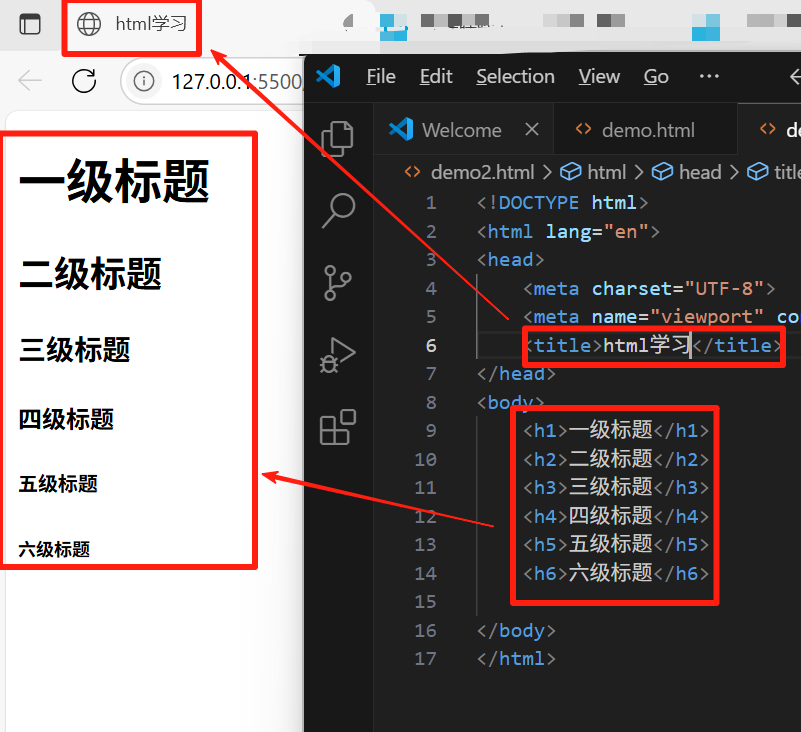 html学习
127.0.0.1:5500
一级标题
二级标题
三级标题
四级标题
五级标题
六级标题
File Edit Selection View Go ···
Welcome
demo.html
demo2.html > html > head >
1 <!DOCTYPE html>
2 <html lang="en">
3 <head>
4 <meta charset="UTF-8">
5 <meta name="viewport"
6 <title>html学习</title>
7 </head>
8 <body>
9 <h1>一级标题</h1>
10 <h2>二级标题</h2>
11 <h3>三级标题</h3>
12 <h4>四级标题</h4>
13 <h5>五级标题</h5>
14 <h6>六级标题</h6>
15
16 </body>
17 </html>